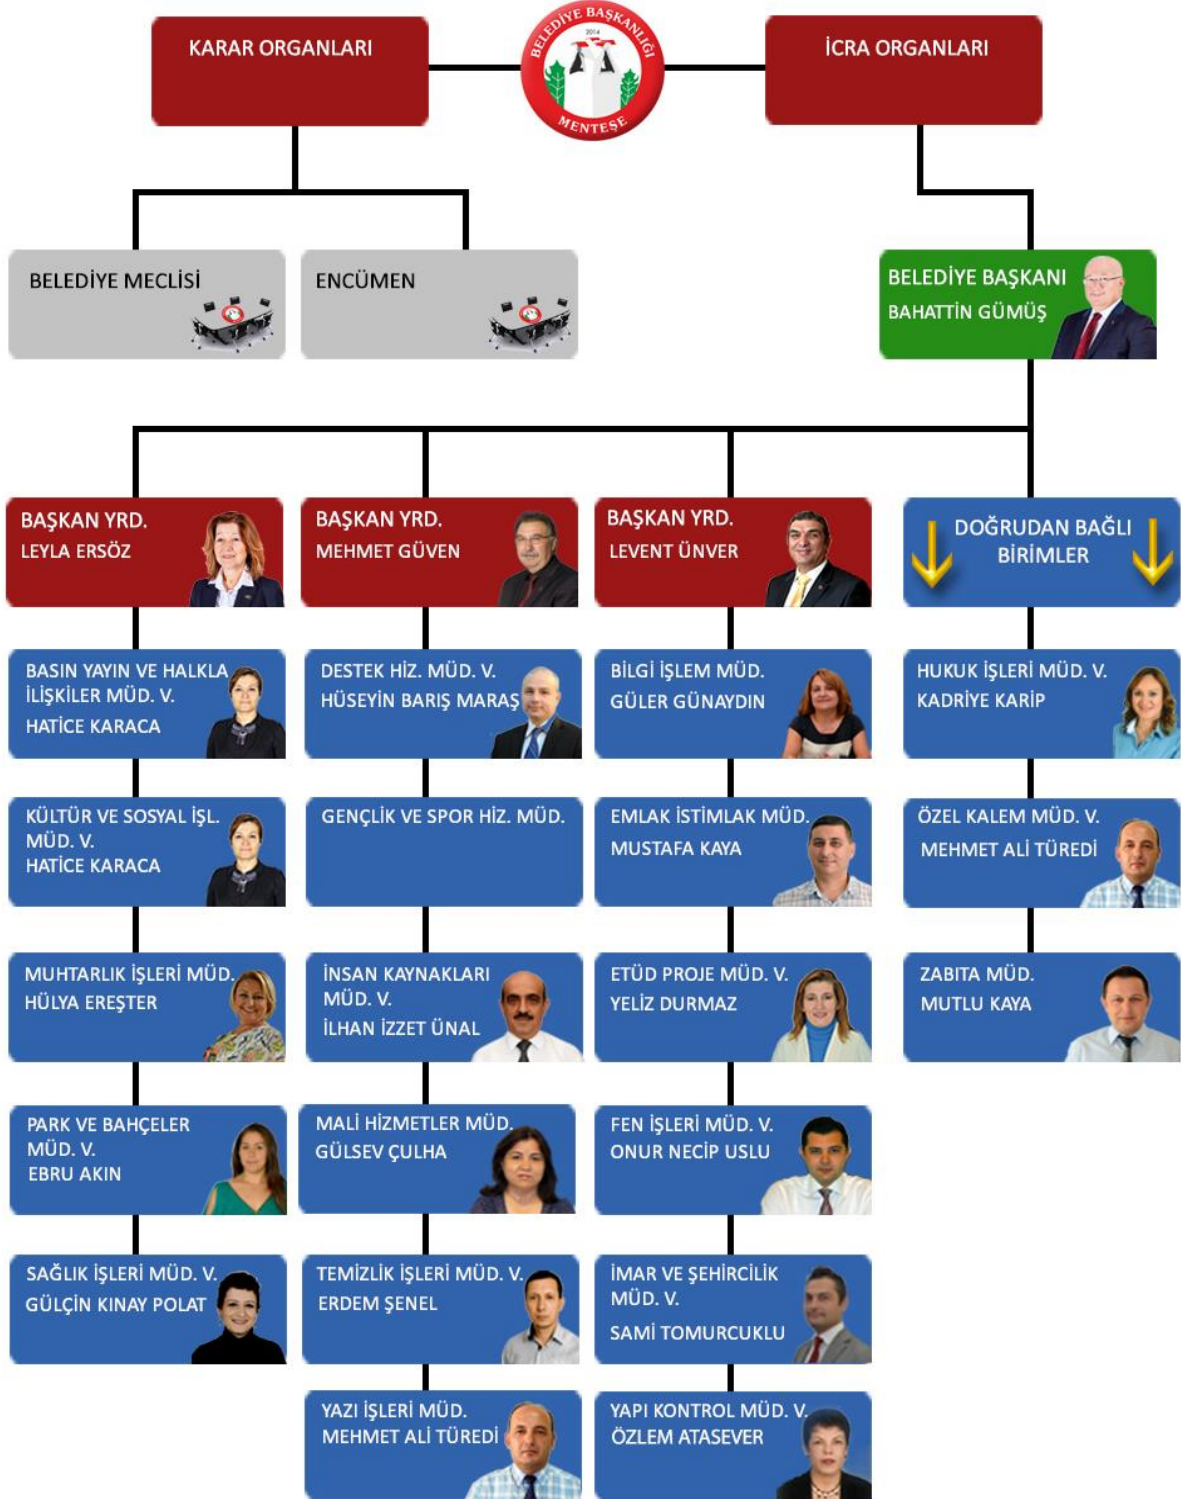 KARAR ORGANLARI
BELEDİYE BAŞKANLIĞI
2014
MENTEŞE
İCRA ORGANLARI
BELEDİYE MECLİSİ
ENCÜMEN
BELEDİYE BAŞKANI
BAHATTİN GÜMÜŞ
BAŞKAN YRD.
LEYLA ERSÖZ
BAŞKAN YRD.
MEHMET GÜVEN
BAŞKAN YRD.
LEVENT ÜNVER
DOĞRUDAN BAĞLI
BİRİMLER
BASIN YAYIN VE HALKLA
İLİŞKİLER MÜD. V.
HATİCE KARACA
DESTEK HİZ. MÜD. V.
HÜSEYİN BARIŞ MARAŞ
BİLGİ İŞLEM MÜD.
GÜLER GÜNAYDIN
HUKUK İŞLERİ MÜD. V.
KADRİYE KARİP
KÜLTÜR VE SOSYAL İŞL.
MÜD. V.
HATİCE KARACA
GENÇLİK VE SPOR HİZ. MÜD.
EMLAK İSTİMLAK MÜD.
MUSTAFA KAYA
ÖZEL KALEM MÜD. V.
MEHMET ALİ TÜREDİ
MUHTARLIK İŞLERİ MÜD.
HÜLYA EREŞTER
İNSAN KAYNAKLARI
MÜD. V.
İLHAN İZZET ÜNAL
ETÜD PROJE MÜD. V.
YELİZ DURMAZ
ZABITA MÜD.
MUTLU KAYA
PARK VE BAHÇELER
MÜD. V.
EBRU AKIN
MALİ HİZMETLER MÜD.
GÜLSEV ÇULHA
FEN İŞLERİ MÜD. V.
ONUR NECİP USLU
SAĞLIK İŞLERİ MÜD. V.
GÜLÇİN KINAY POLAT
TEMİZLİK İŞLERİ MÜD. V.
ERDEM ŞENEL
İMAR VE ŞEHİRCİLİK
MÜD. V.
SAMİ TOMURCUKLU
YAZI İŞLERİ MÜD.
MEHMET ALİ TÜREDİ
YAPI KONTROL MÜD. V.
ÖZLEM ATASEVER